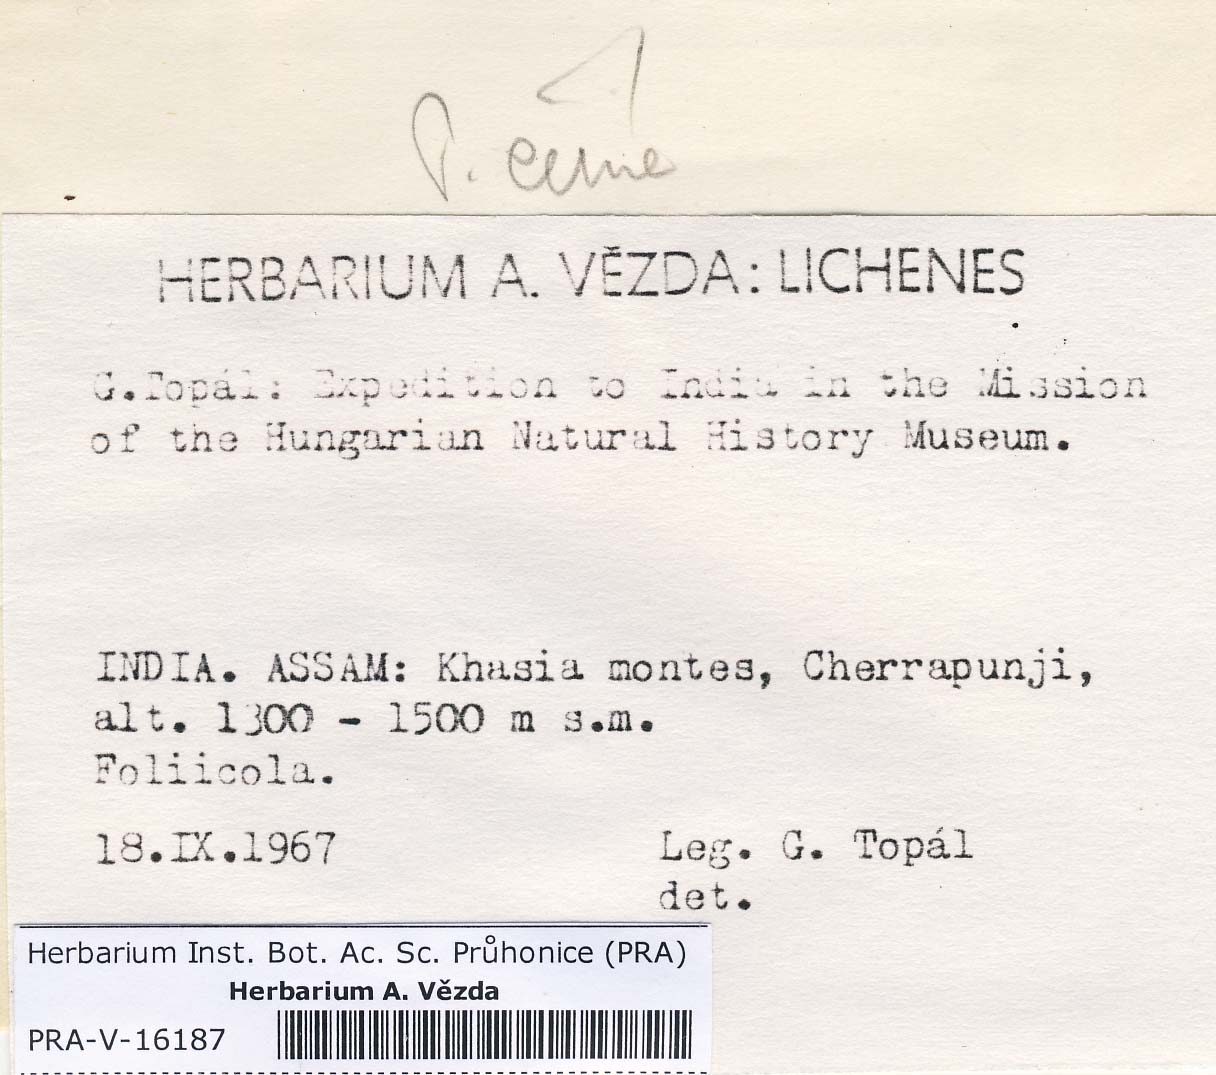 P.
HERBARIUM A. VĚZDA: LICHENES
G.Topál: Expedition to India in the Mission
of the Hungarian Natural History Museum.
INDIA. ASSAM: Khasia montes, Cherrapunji,
alt. 1300 - 1500 m s.m.
Foliicola.
18.IX.1967 Leg. G. Topál
det.
Herbarium Inst. Bot. Ac. Sc. Průhonice (PRA)
Herbarium A. Vězda
PRA-V-16187